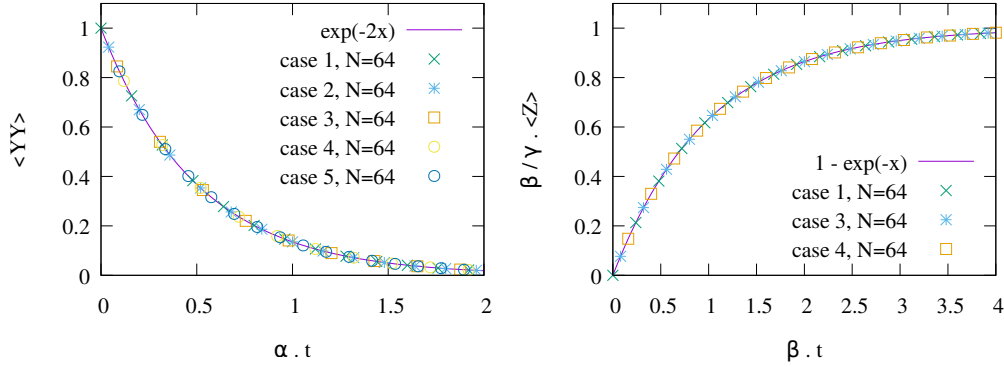 exp(-2x)
case 1, N=64
case 2, N=64
case 3, N=64
case 4, N=64
case 5, N=64
<YY>
1
0.8
0.6
0.4
0.2
0
0
0.5
1
1.5
2
α . t
1 - exp(-x)
case 1, N=64
case 3, N=64
case 4, N=64
β / γ . <Z>
1
0.8
0.6
0.4
0.2
0
0
0.5
1
1.5
2
2.5
3
3.5
4
β . t